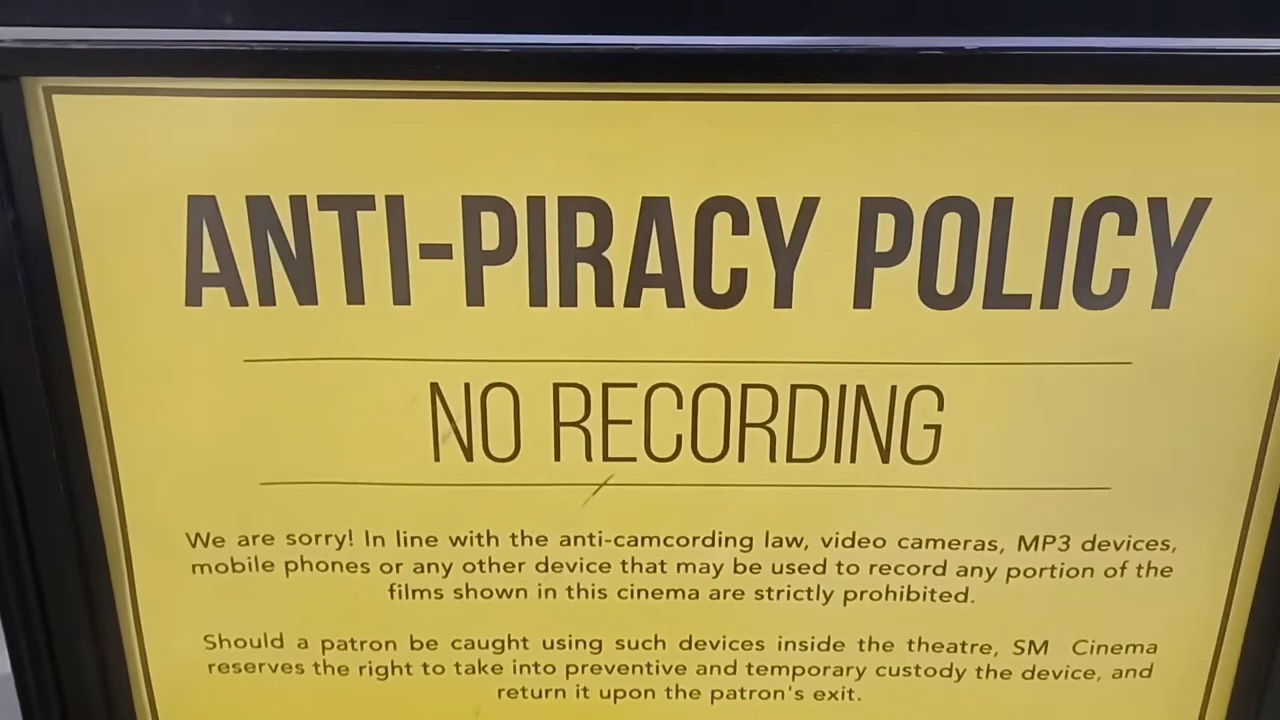 ANTI-PIRACY POLICY
NO RECORDING
We are sorry! In line with the anti-camcording law, video cameras, MP3 devices,
mobile phones or any other device that may be used to record any portion of the
films shown in this cinema are strictly prohibited.
Should a patron be caught using such devices inside the theatre, SM Cinema
reserves the right to take into preventive and temporary custody the device, and
return it upon the patron's exit.